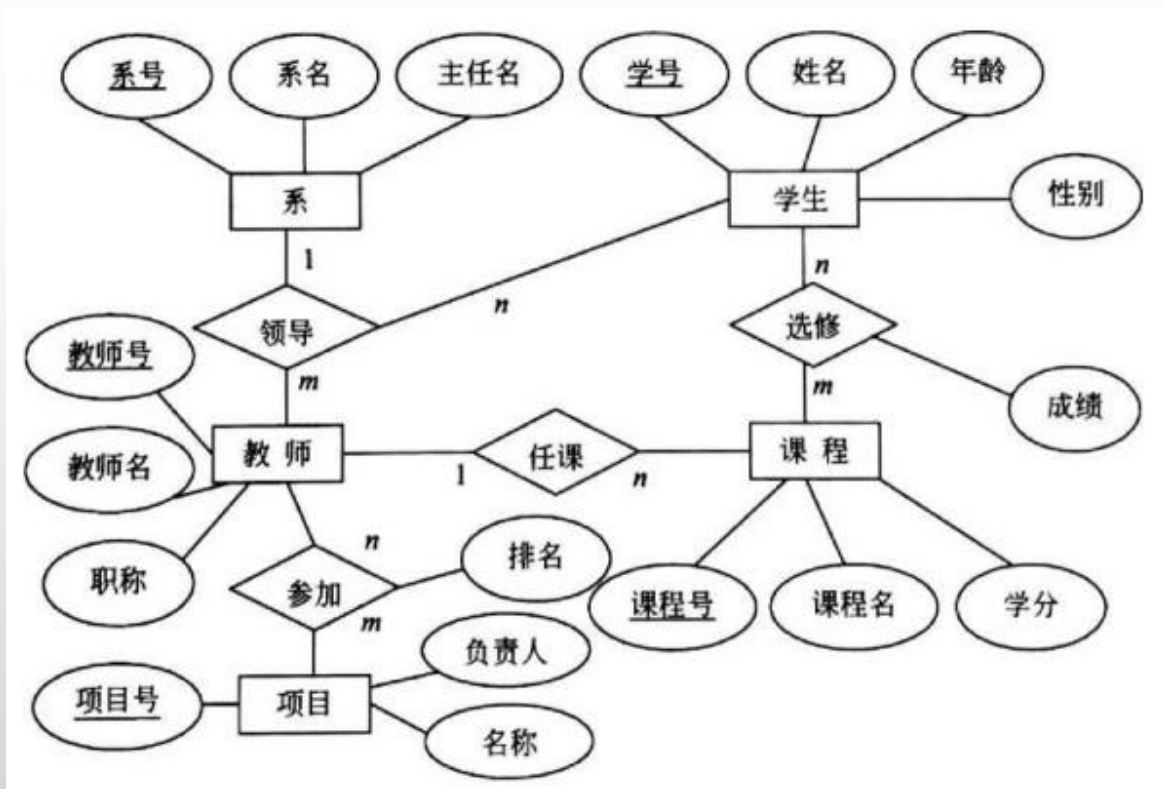 系号
系名
主任名
学号
姓名
年龄
系
学生
性别
1
n
n
领导
选修
教师号
m
m
成绩
教师名
教 师
任课
课 程
1
n
职称
n
排名
参加
课程号
课程名
学分
m
负责人
项目号
项目
名称